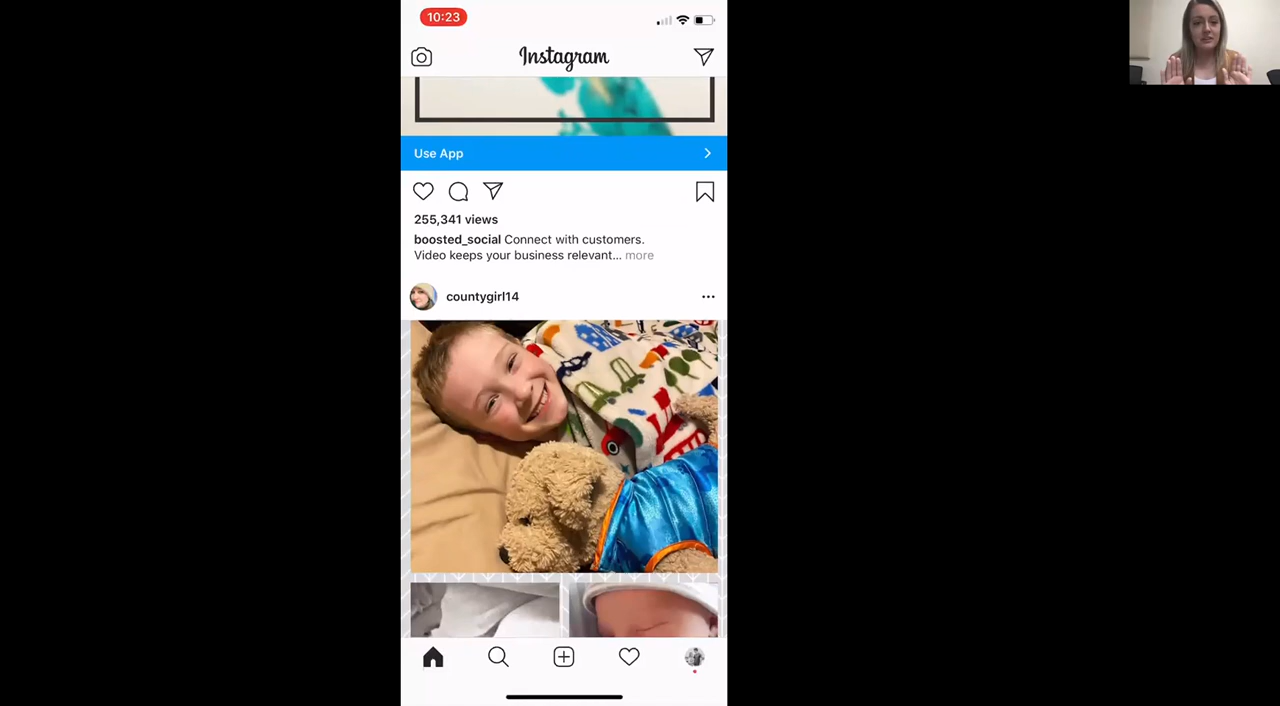 10:23
Instagram
Use App
255,341 views
boosted_social Connect with customers.
Video keeps your business relevant... more
countygirl14